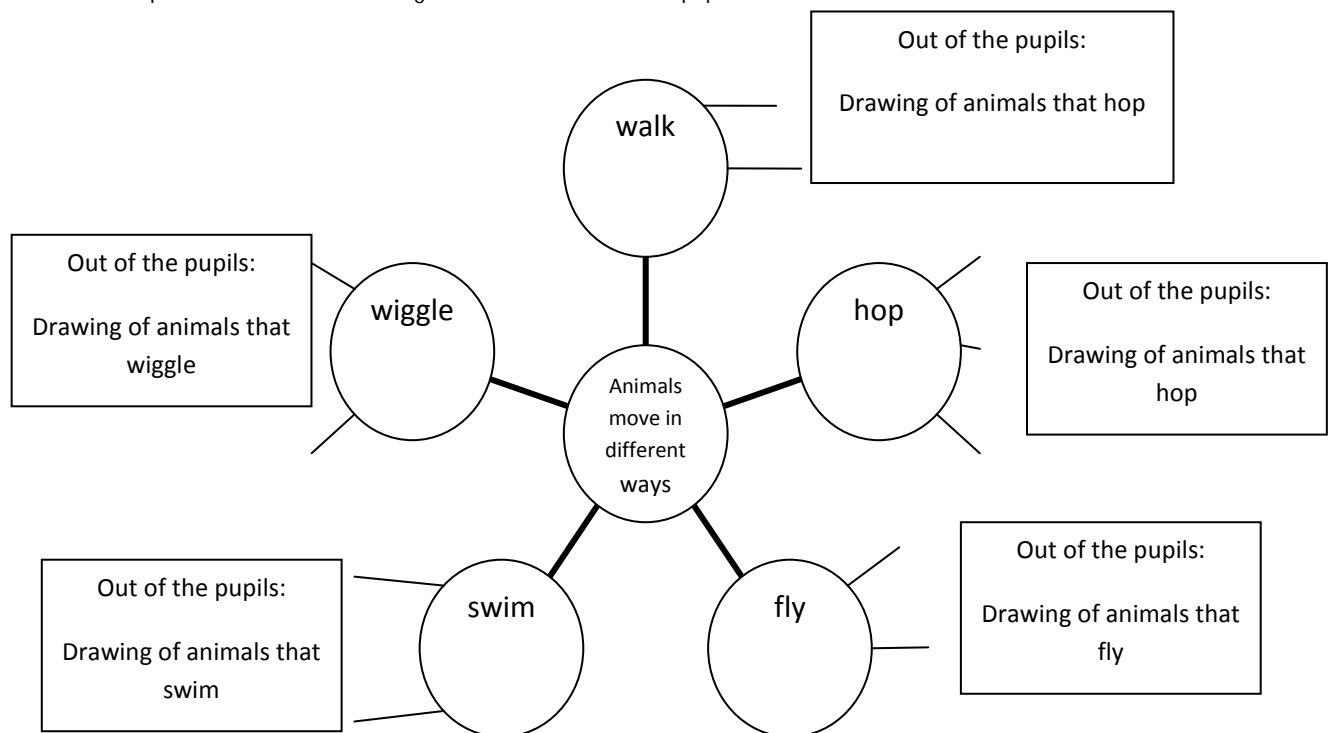 Out of the pupils:
Drawing of animals that hop
walk
Out of the pupils:
Drawing of animals that
wiggle
wiggle
hop
Out of the pupils:
Drawing of animals that
hop
Animals
move in
different
ways
Out of the pupils:
Drawing of animals that
swim
swim
fly
Out of the pupils:
Drawing of animals that
fly